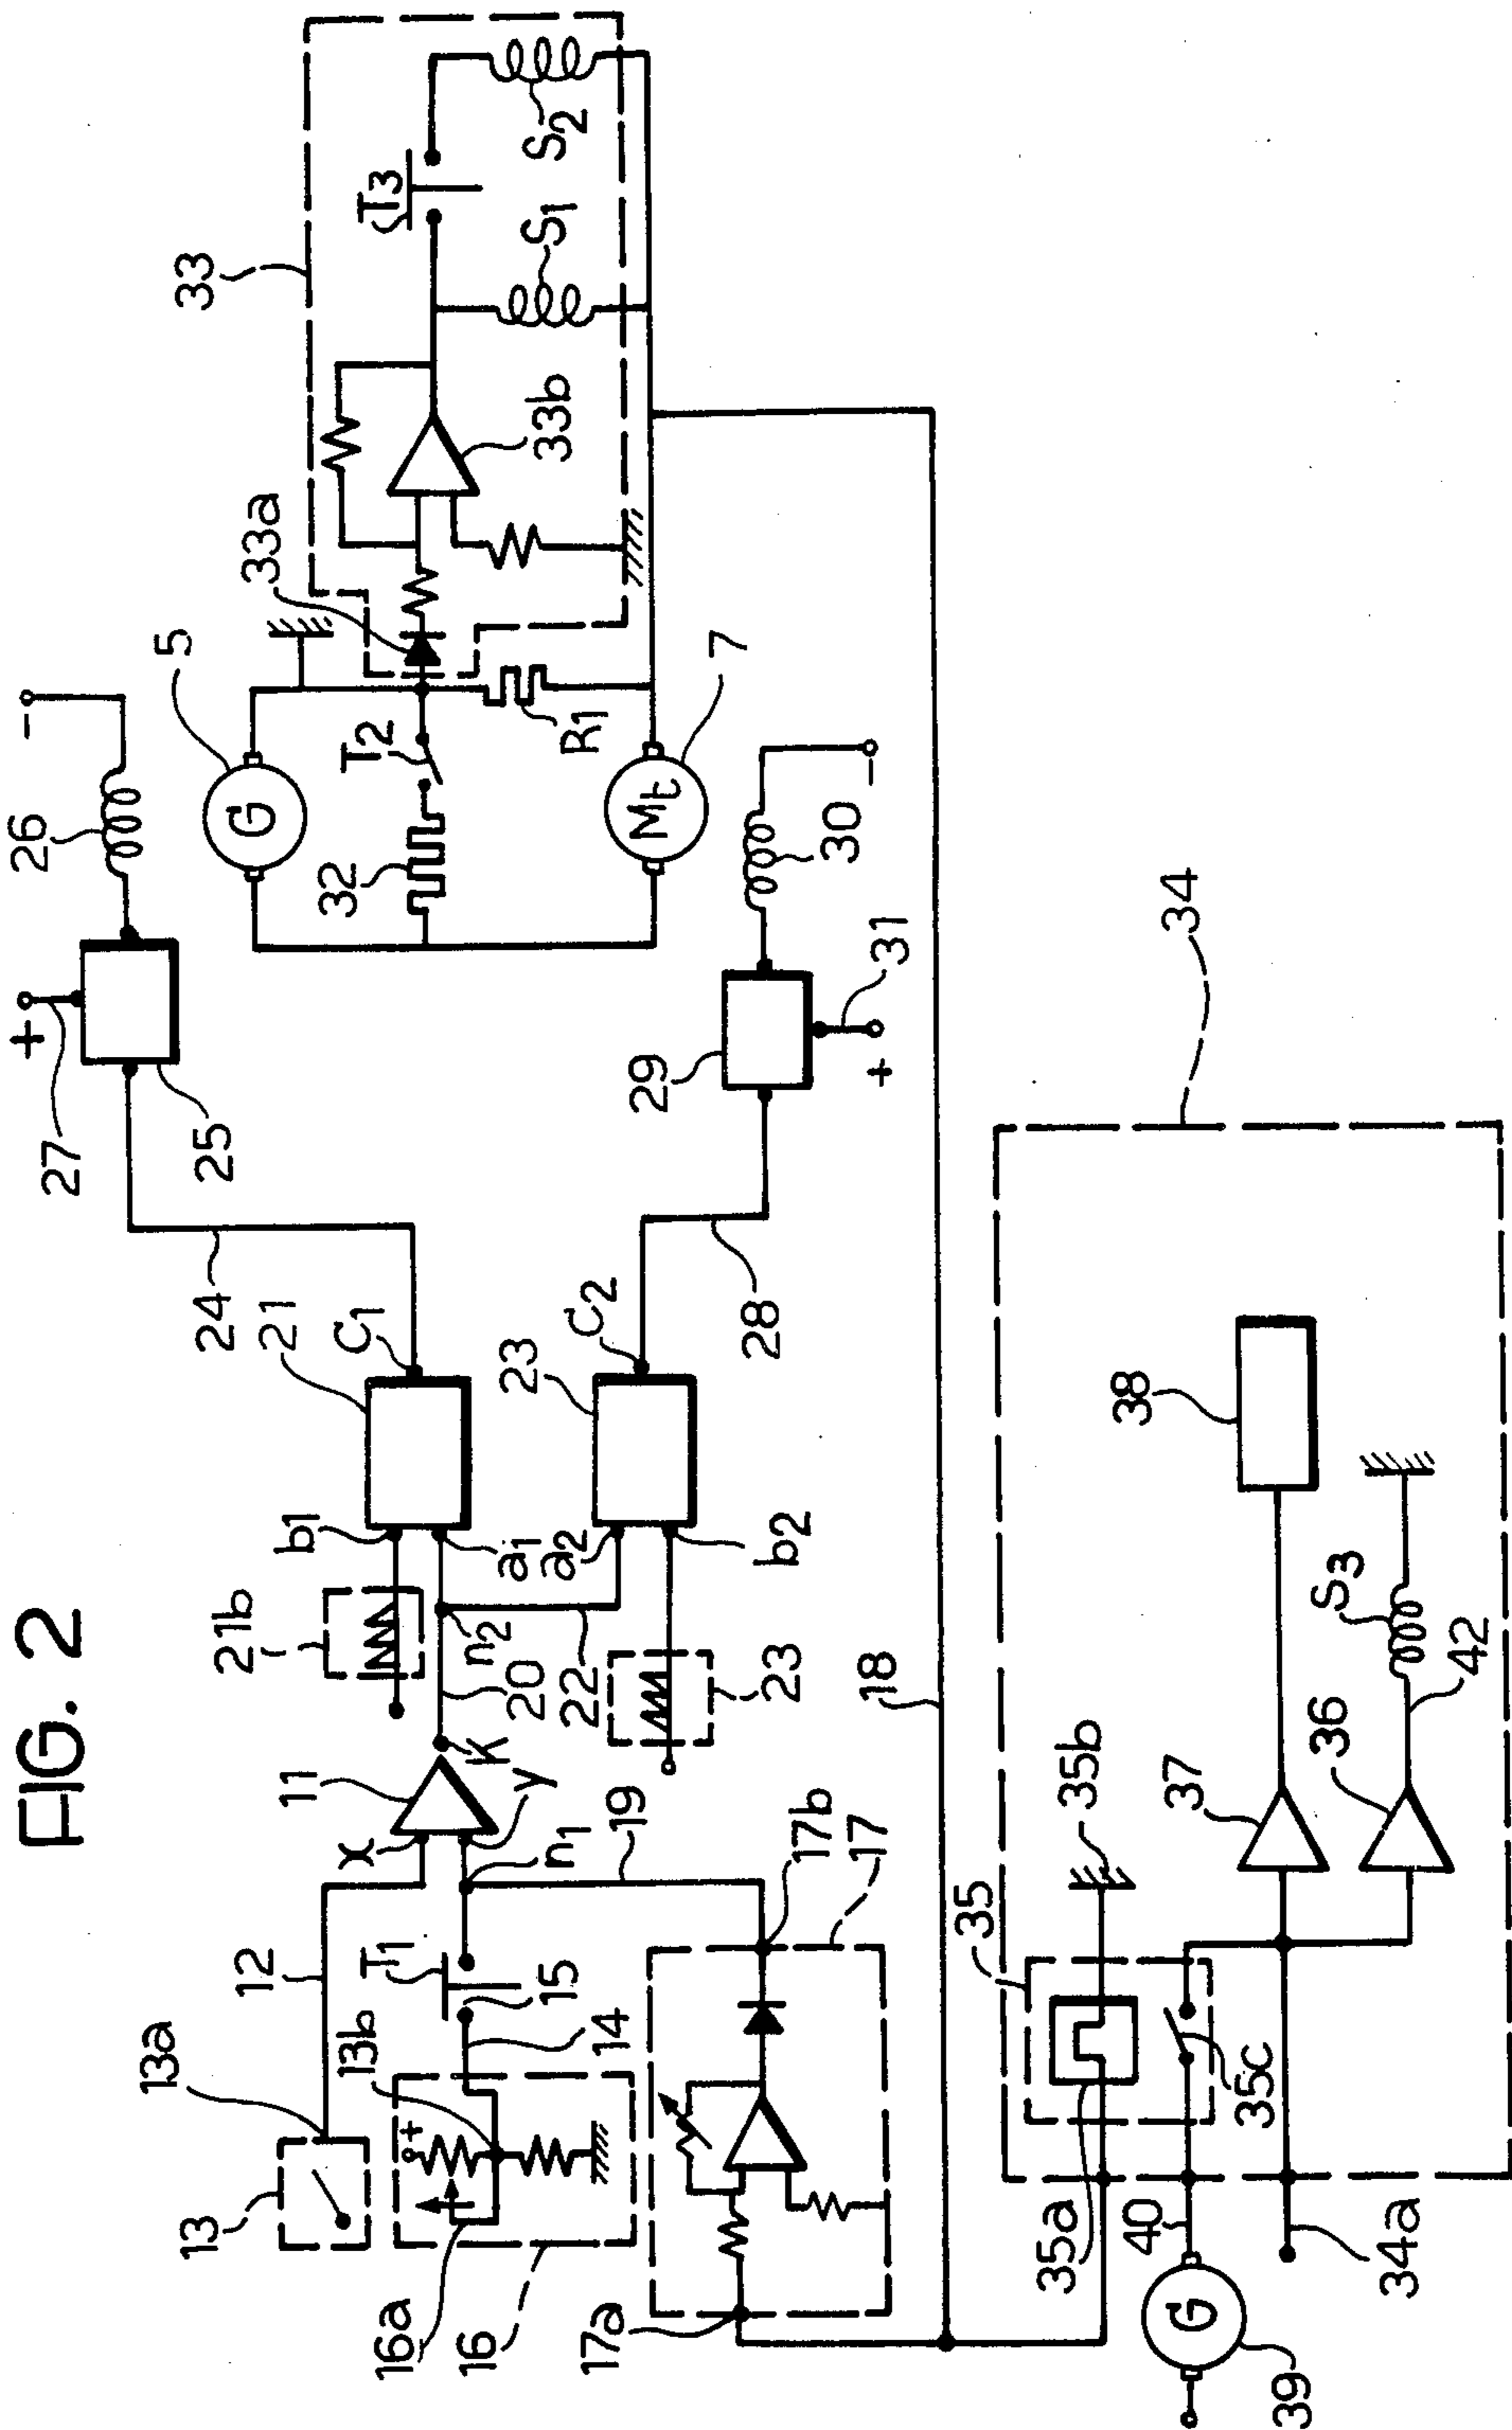 FIG. 2
13
13a
12
16a
16
13b
14
15
T1
17a
17
17b
19
n1
x
y
11
K
20
n2
21b
22
23
b1
a1
a2
b2
21
23
C1
C2
24
28
27
+
25
26
-
29
31
+
30
-
5
G
32
T2
R1
Mt
7
33
33a
33b
T3
S1
S2
18
34
35
35a
35b
35c
40
G
39
34a
37
36
38
S3
42